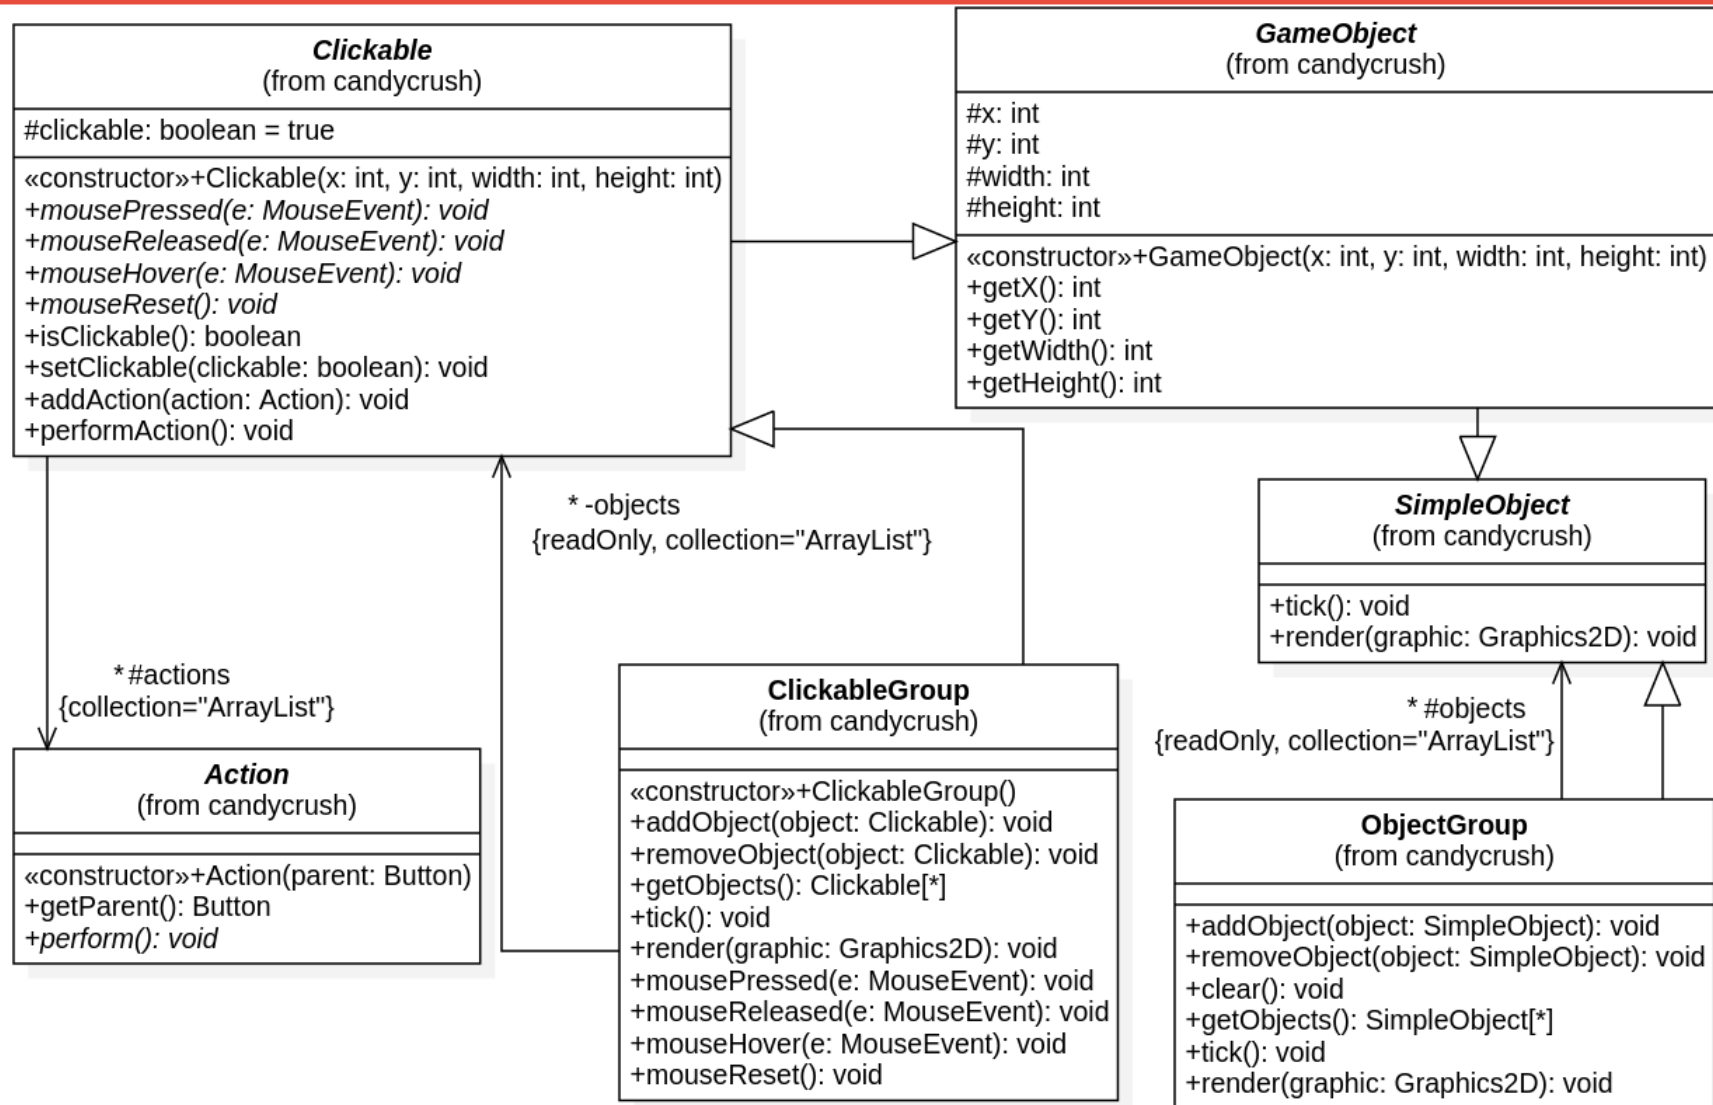 Clickable
(from candycrush)
#clickable: boolean = true
«constructor»+Clickable(x: int, y: int, width: int, height: int)
+mousePressed(e: MouseEvent): void
+mouseReleased(e: MouseEvent): void
+mouseHover(e: MouseEvent): void
+mouseReset(): void
+isClickable(): boolean
+setClickable(clickable: boolean): void
+addAction(action: Action): void
+performAction(): void
GameObject
(from candycrush)
#x: int
#y: int
#width: int
#height: int
«constructor»+GameObject(x: int, y: int, width: int, height: int)
+getX(): int
+getY(): int
+getWidth(): int
+getHeight(): int
* -objects
{readOnly, collection="ArrayList"}
SimpleObject
(from candycrush)
+tick(): void
+render(graphic: Graphics2D): void
* #actions
{collection="ArrayList"}
* #objects
{readOnly, collection="ArrayList"}
Action
(from candycrush)
«constructor»+Action(parent: Button)
+getParent(): Button
+perform(): void
ClickableGroup
(from candycrush)
«constructor»+ClickableGroup()
+addObject(object: Clickable): void
+removeObject(object: Clickable): void
+getObjects(): Clickable[*]
+tick(): void
+render(graphic: Graphics2D): void
+mousePressed(e: MouseEvent): void
+mouseReleased(e: MouseEvent): void
+mouseHover(e: MouseEvent): void
+mouseReset(): void
ObjectGroup
(from candycrush)
+addObject(object: SimpleObject): void
+removeObject(object: SimpleObject): void
+clear(): void
+getObjects(): SimpleObject[*]
+tick(): void
+render(graphic: Graphics2D): void